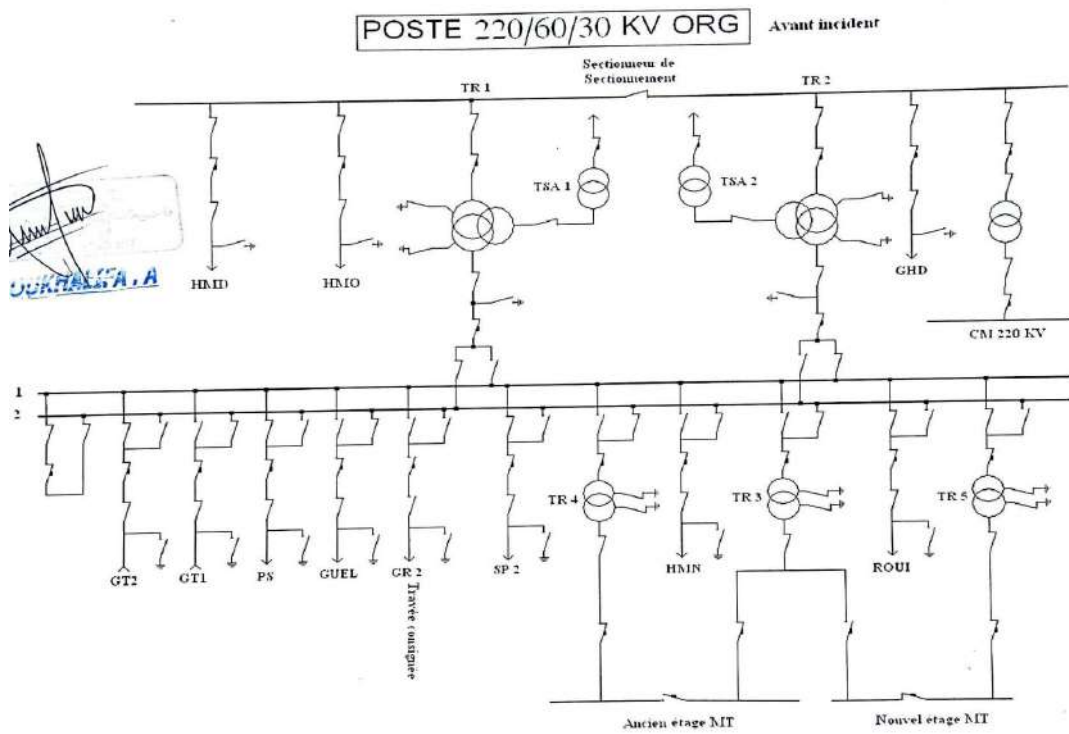 POSTE 220/60/30 KV ORG
Avant incident
Sectionneur de
Sectionnement
TR 1
TR 2
TSA 1
TSA 2
HMD
HMO
GHD
CM 220 KV
OUKHALIFA . A
1
2
TR 4
TR 3
TR 5
GT2
GT1
PS
GUEL
GR 2
SP 2
HMN
ROUI
Travée consignée
Ancien étage MT
Nouvel étage MT